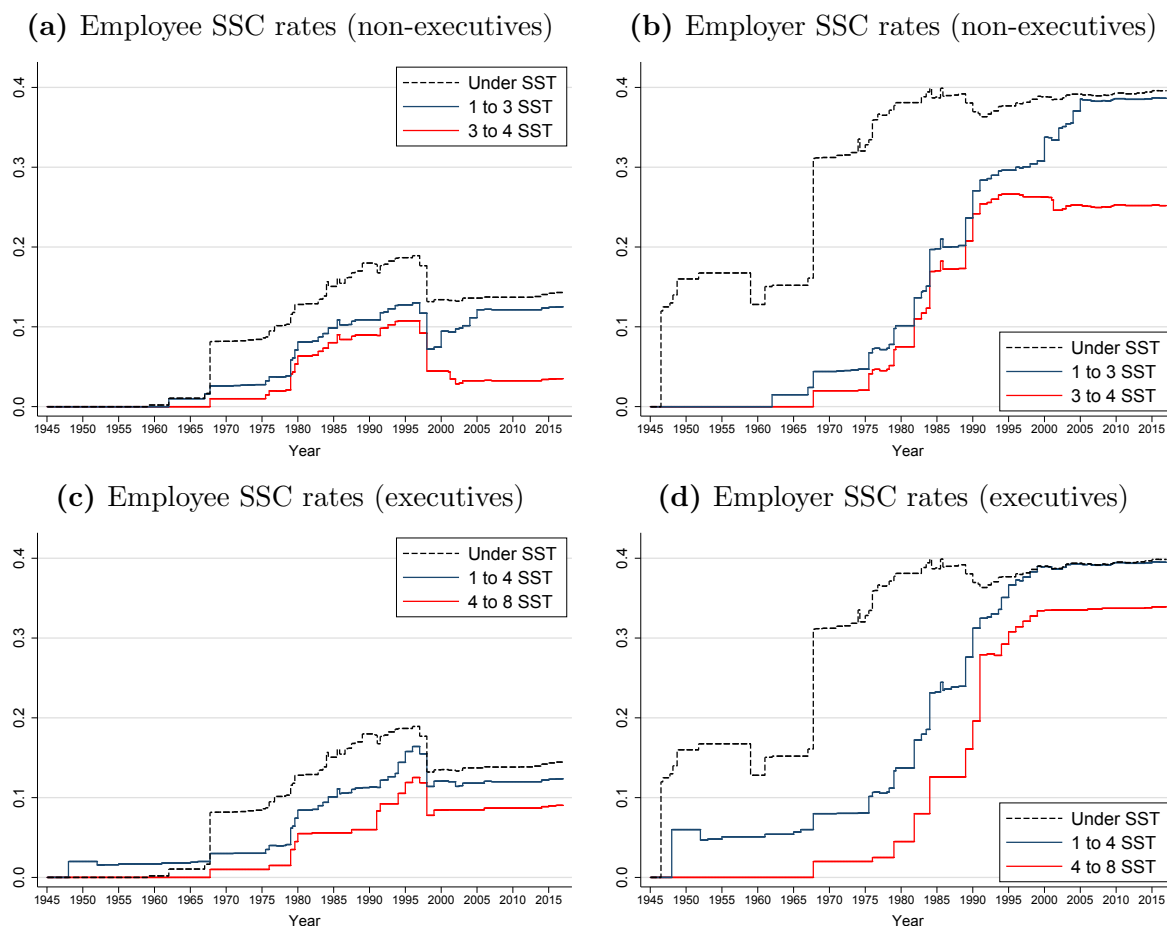 (a) Employee SSC rates (non-executives)
0.4
0.3
0.2
0.1
0.0
Under SST
1 to 3 SST
3 to 4 SST
1945 1950 1955 1960 1965 1970 1975 1980 1985 1990 1995 2000 2005 2010 2015
Year
(b) Employer SSC rates (non-executives)
0.4
0.3
0.2
0.1
0.0
Under SST
1 to 3 SST
3 to 4 SST
1945 1950 1955 1960 1965 1970 1975 1980 1985 1990 1995 2000 2005 2010 2015
Year
(c) Employee SSC rates (executives)
0.4
0.3
0.2
0.1
0.0
Under SST
1 to 4 SST
4 to 8 SST
1945 1950 1955 1960 1965 1970 1975 1980 1985 1990 1995 2000 2005 2010 2015
Year
(d) Employer SSC rates (executives)
0.4
0.3
0.2
0.1
0.0
Under SST
1 to 4 SST
4 to 8 SST
1945 1950 1955 1960 1965 1970 1975 1980 1985 1990 1995 2000 2005 2010 2015
Year